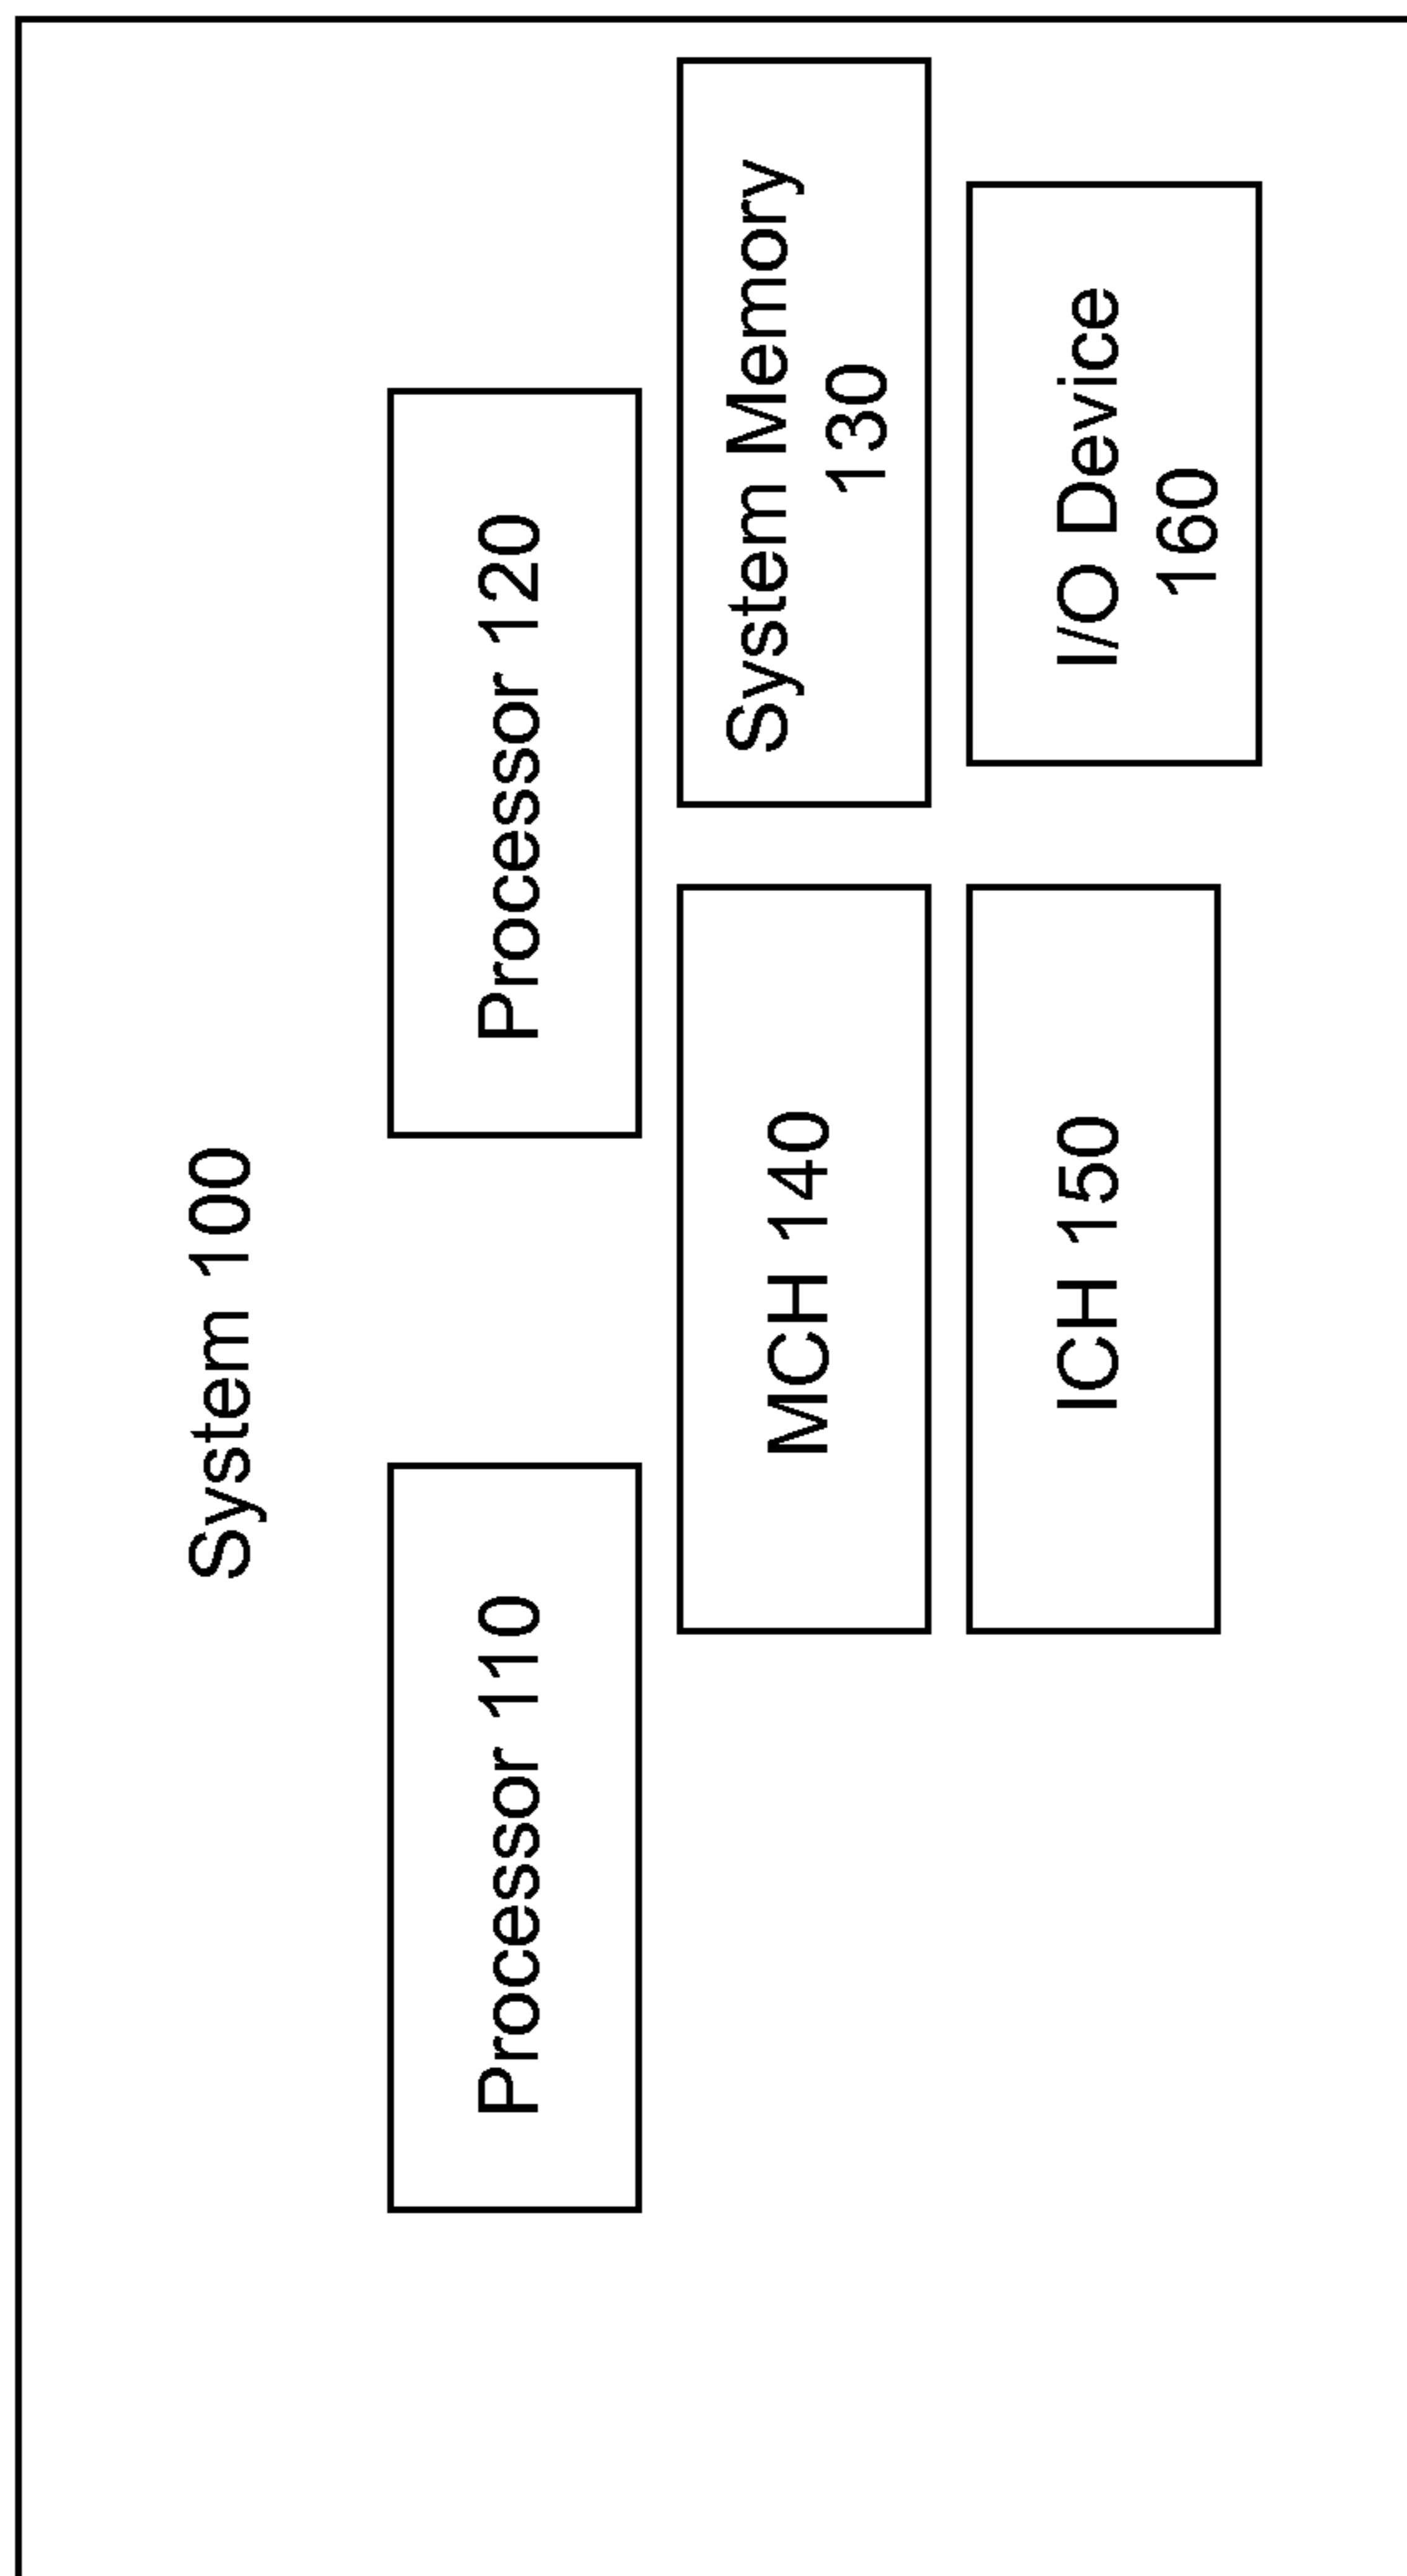 System 100
Processor 110
Processor 120
MCH 140
System Memory
130
ICH 150
I/O Device
160